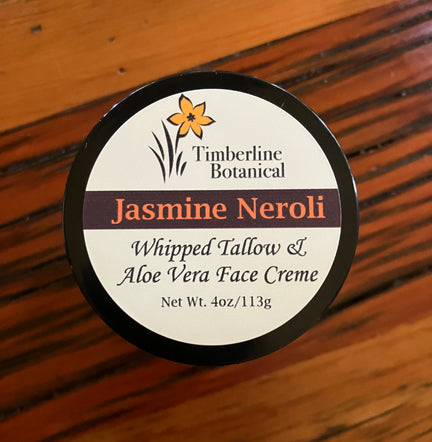 Timberline
Botanical
Jasmine Neroli
Whipped Tallow &
Aloe Vera Face Creme
Net Wt. 4oz/113g